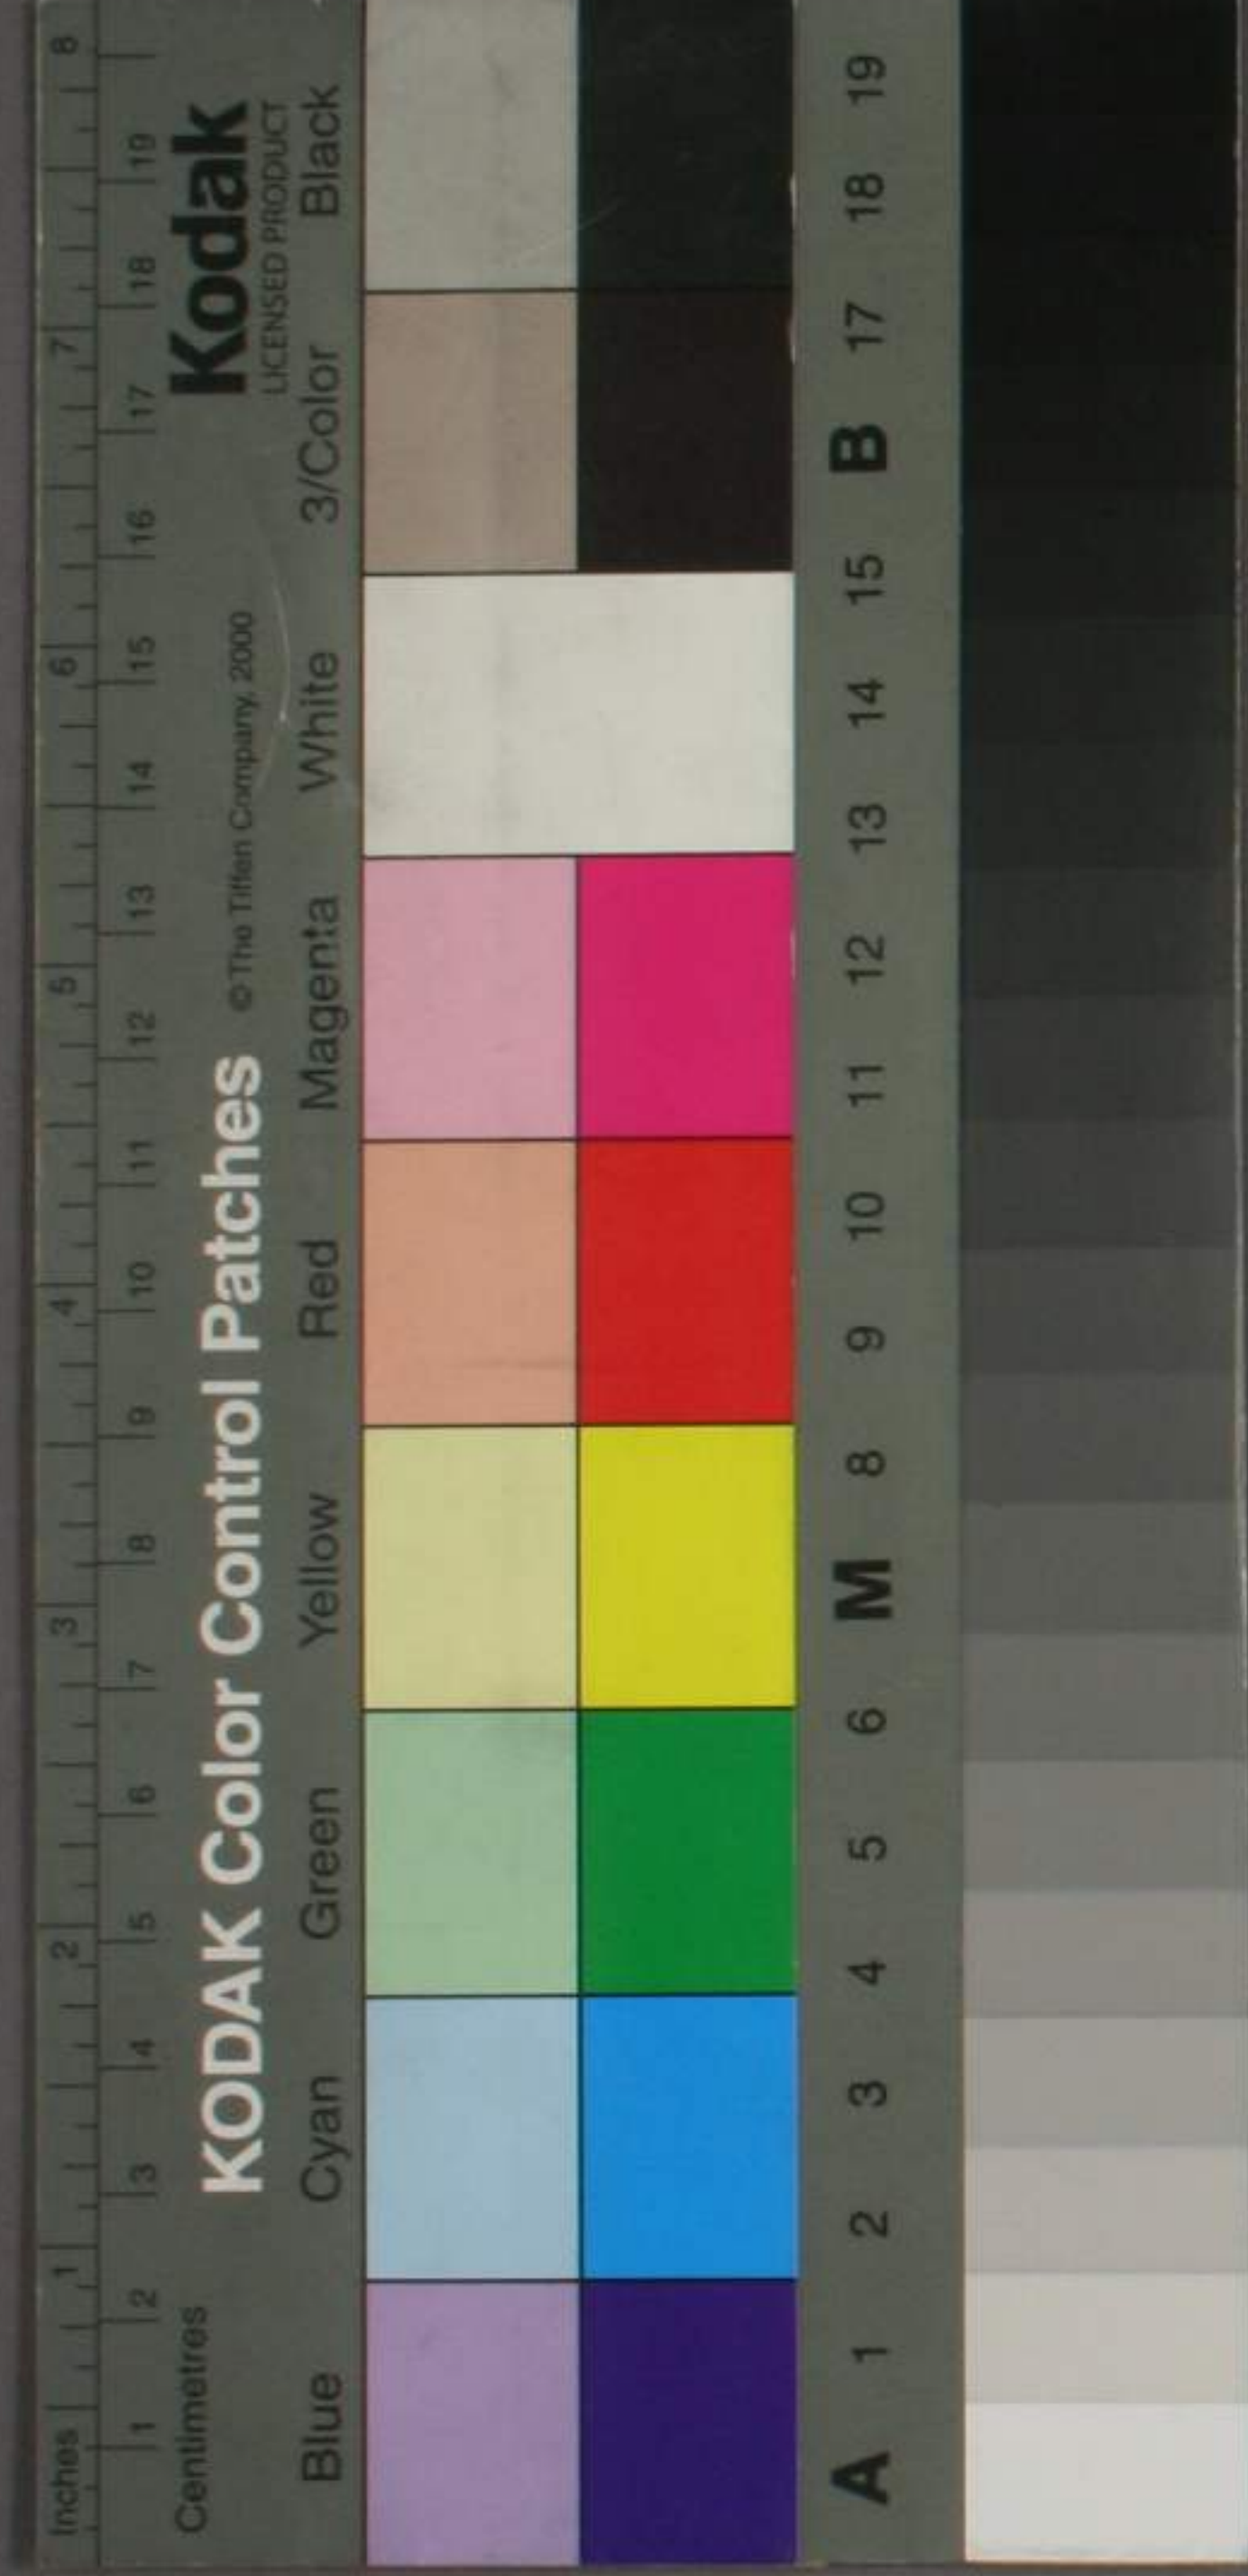 Inches 1 2 3 4 5 6 7 8
1 2 3 4 5 6 7 8 9 10 11 12 13 14 15 16 17 18 19
Centimetres
KODAK Color Control Patches © The Tiffen Company, 2000 Kodak
LICENSED PRODUCT
Blue Cyan Green Yellow Red Magenta White 3/Color Black
A 1 2 3 4 5 6 M 8 9 10 11 12 13 14 15 B 17 18 19